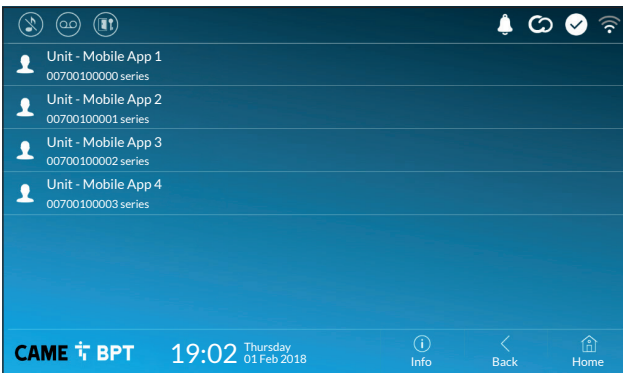 Unit - Mobile App 1
00700100000 series
Unit - Mobile App 2
00700100001 series
Unit - Mobile App 3
00700100002 series
Unit - Mobile App 4
00700100003 series
CAME BPT
19:02
Thursday
01 Feb 2018
Info
Back
Home